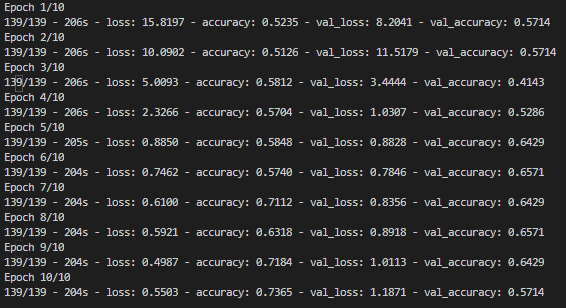 Epoch 1/10
139/139 - 206s - loss: 15.8197 - accuracy: 0.5235 - val_loss: 8.2041 - val_accuracy: 0.5714
Epoch 2/10
139/139 - 206s - loss: 10.0902 - accuracy: 0.5126 - val_loss: 11.5179 - val_accuracy: 0.5714
Epoch 3/10
139/139 - 206s - loss: 5.0093 - accuracy: 0.5812 - val_loss: 3.4444 - val_accuracy: 0.4143
Epoch 4/10
139/139 - 206s - loss: 2.3266 - accuracy: 0.5704 - val_loss: 1.0307 - val_accuracy: 0.5286
Epoch 5/10
139/139 - 205s - loss: 0.8850 - accuracy: 0.5848 - val_loss: 0.8828 - val_accuracy: 0.6429
Epoch 6/10
139/139 - 204s - loss: 0.7462 - accuracy: 0.5740 - val_loss: 0.7846 - val_accuracy: 0.6571
Epoch 7/10
139/139 - 204s - loss: 0.6100 - accuracy: 0.7112 - val_loss: 0.8356 - val_accuracy: 0.6429
Epoch 8/10
139/139 - 204s - loss: 0.5921 - accuracy: 0.6318 - val_loss: 0.8918 - val_accuracy: 0.6571
Epoch 9/10
139/139 - 204s - loss: 0.4987 - accuracy: 0.7184 - val_loss: 1.0113 - val_accuracy: 0.6429
Epoch 10/10
139/139 - 204s - loss: 0.5503 - accuracy: 0.7365 - val_loss: 1.1871 - val_accuracy: 0.5714